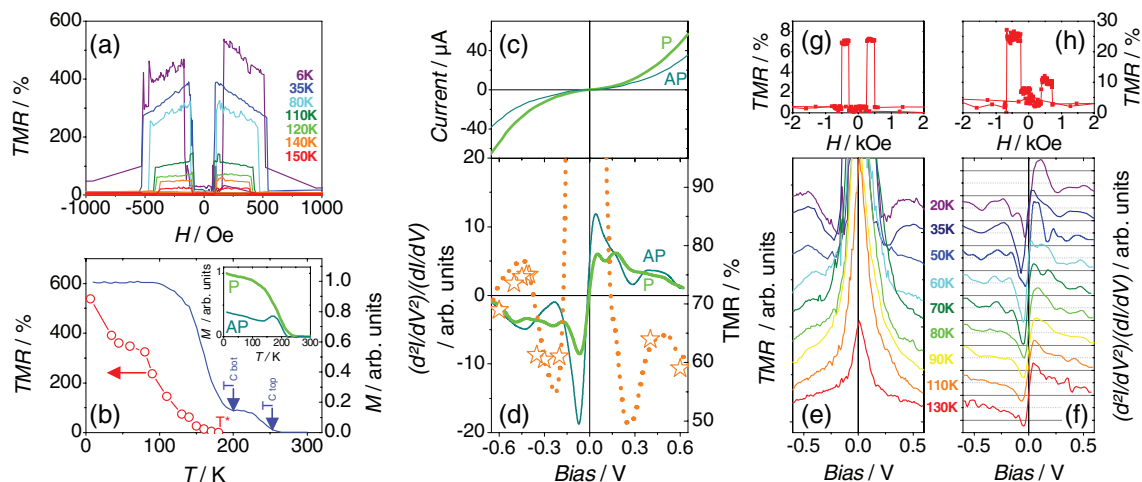 (a)
TMR / %
600
400
200
0
6K
35K
80K
110K
120K
140K
150K
-1000 -500 0 500 1000
H / Oe
(b)
TMR / %
600
400
200
0
M / arb. units
1.0
0.8
0.6
0.4
0.2
0.0
P
AP
M / arb. units
1
0
0 100 200 300
T / K
T C bot
T C top
T*
0 100 200 300
T / K
(c)
Current / µA
40
0
-40
P
AP
(d)
(d²I/dV²)/(dI/dV)
/ arb. units
20
10
5
0
-5
-10
-20
AP
P
TMR / %
90
80
70
60
50
-0.6 -0.3 0.0 0.3 0.6
Bias / V
(g)
TMR / %
8
6
4
2
0
-2 -1 0 1 2
H / kOe
(h)
TMR / %
30
20
10
0
-2 -1 0 1 2
H / kOe
(e)
TMR / arb. units
20K
35K
50K
60K
70K
80K
90K
110K
130K
-0.5 0.0 0.5
Bias / V
(f)
(d²I/dV²)/(dI/dV) / arb. units
-0.5 0.0 0.5
Bias / V